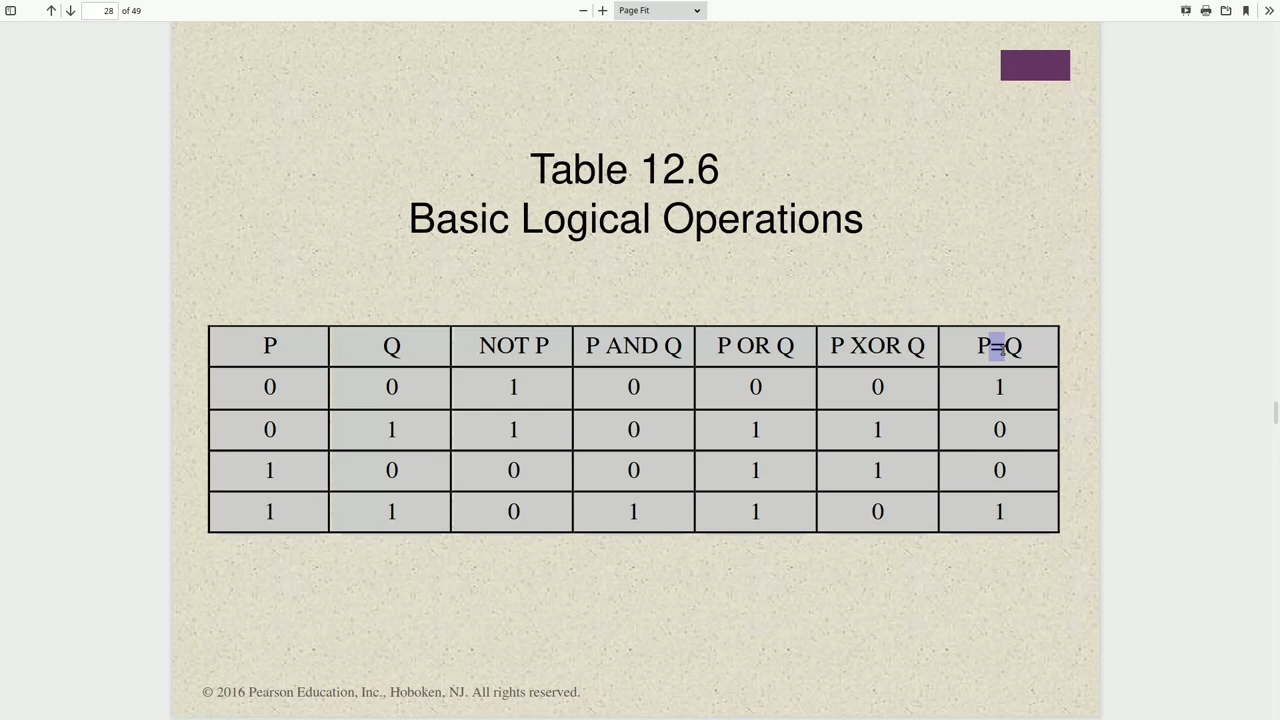 28 of 49
Page Fit
Table 12.6
Basic Logical Operations
P Q NOT P P AND Q P OR Q P XOR Q P=Q
0 0 1 0 0 0 1
0 1 1 0 1 1 0
1 0 0 0 1 1 0
1 1 0 1 1 0 1
© 2016 Pearson Education, Inc., Hoboken, NJ. All rights reserved.